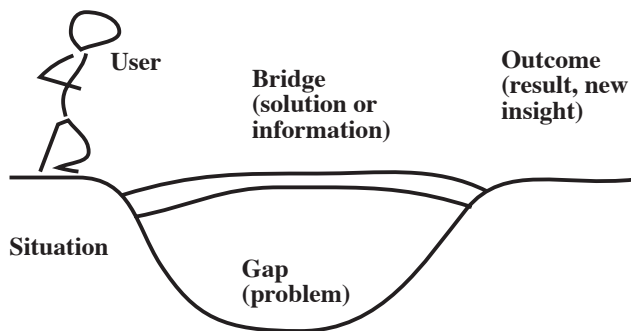 User
Bridge
(solution or
information)
Outcome
(result, new
insight)
Situation
Gap
(problem)